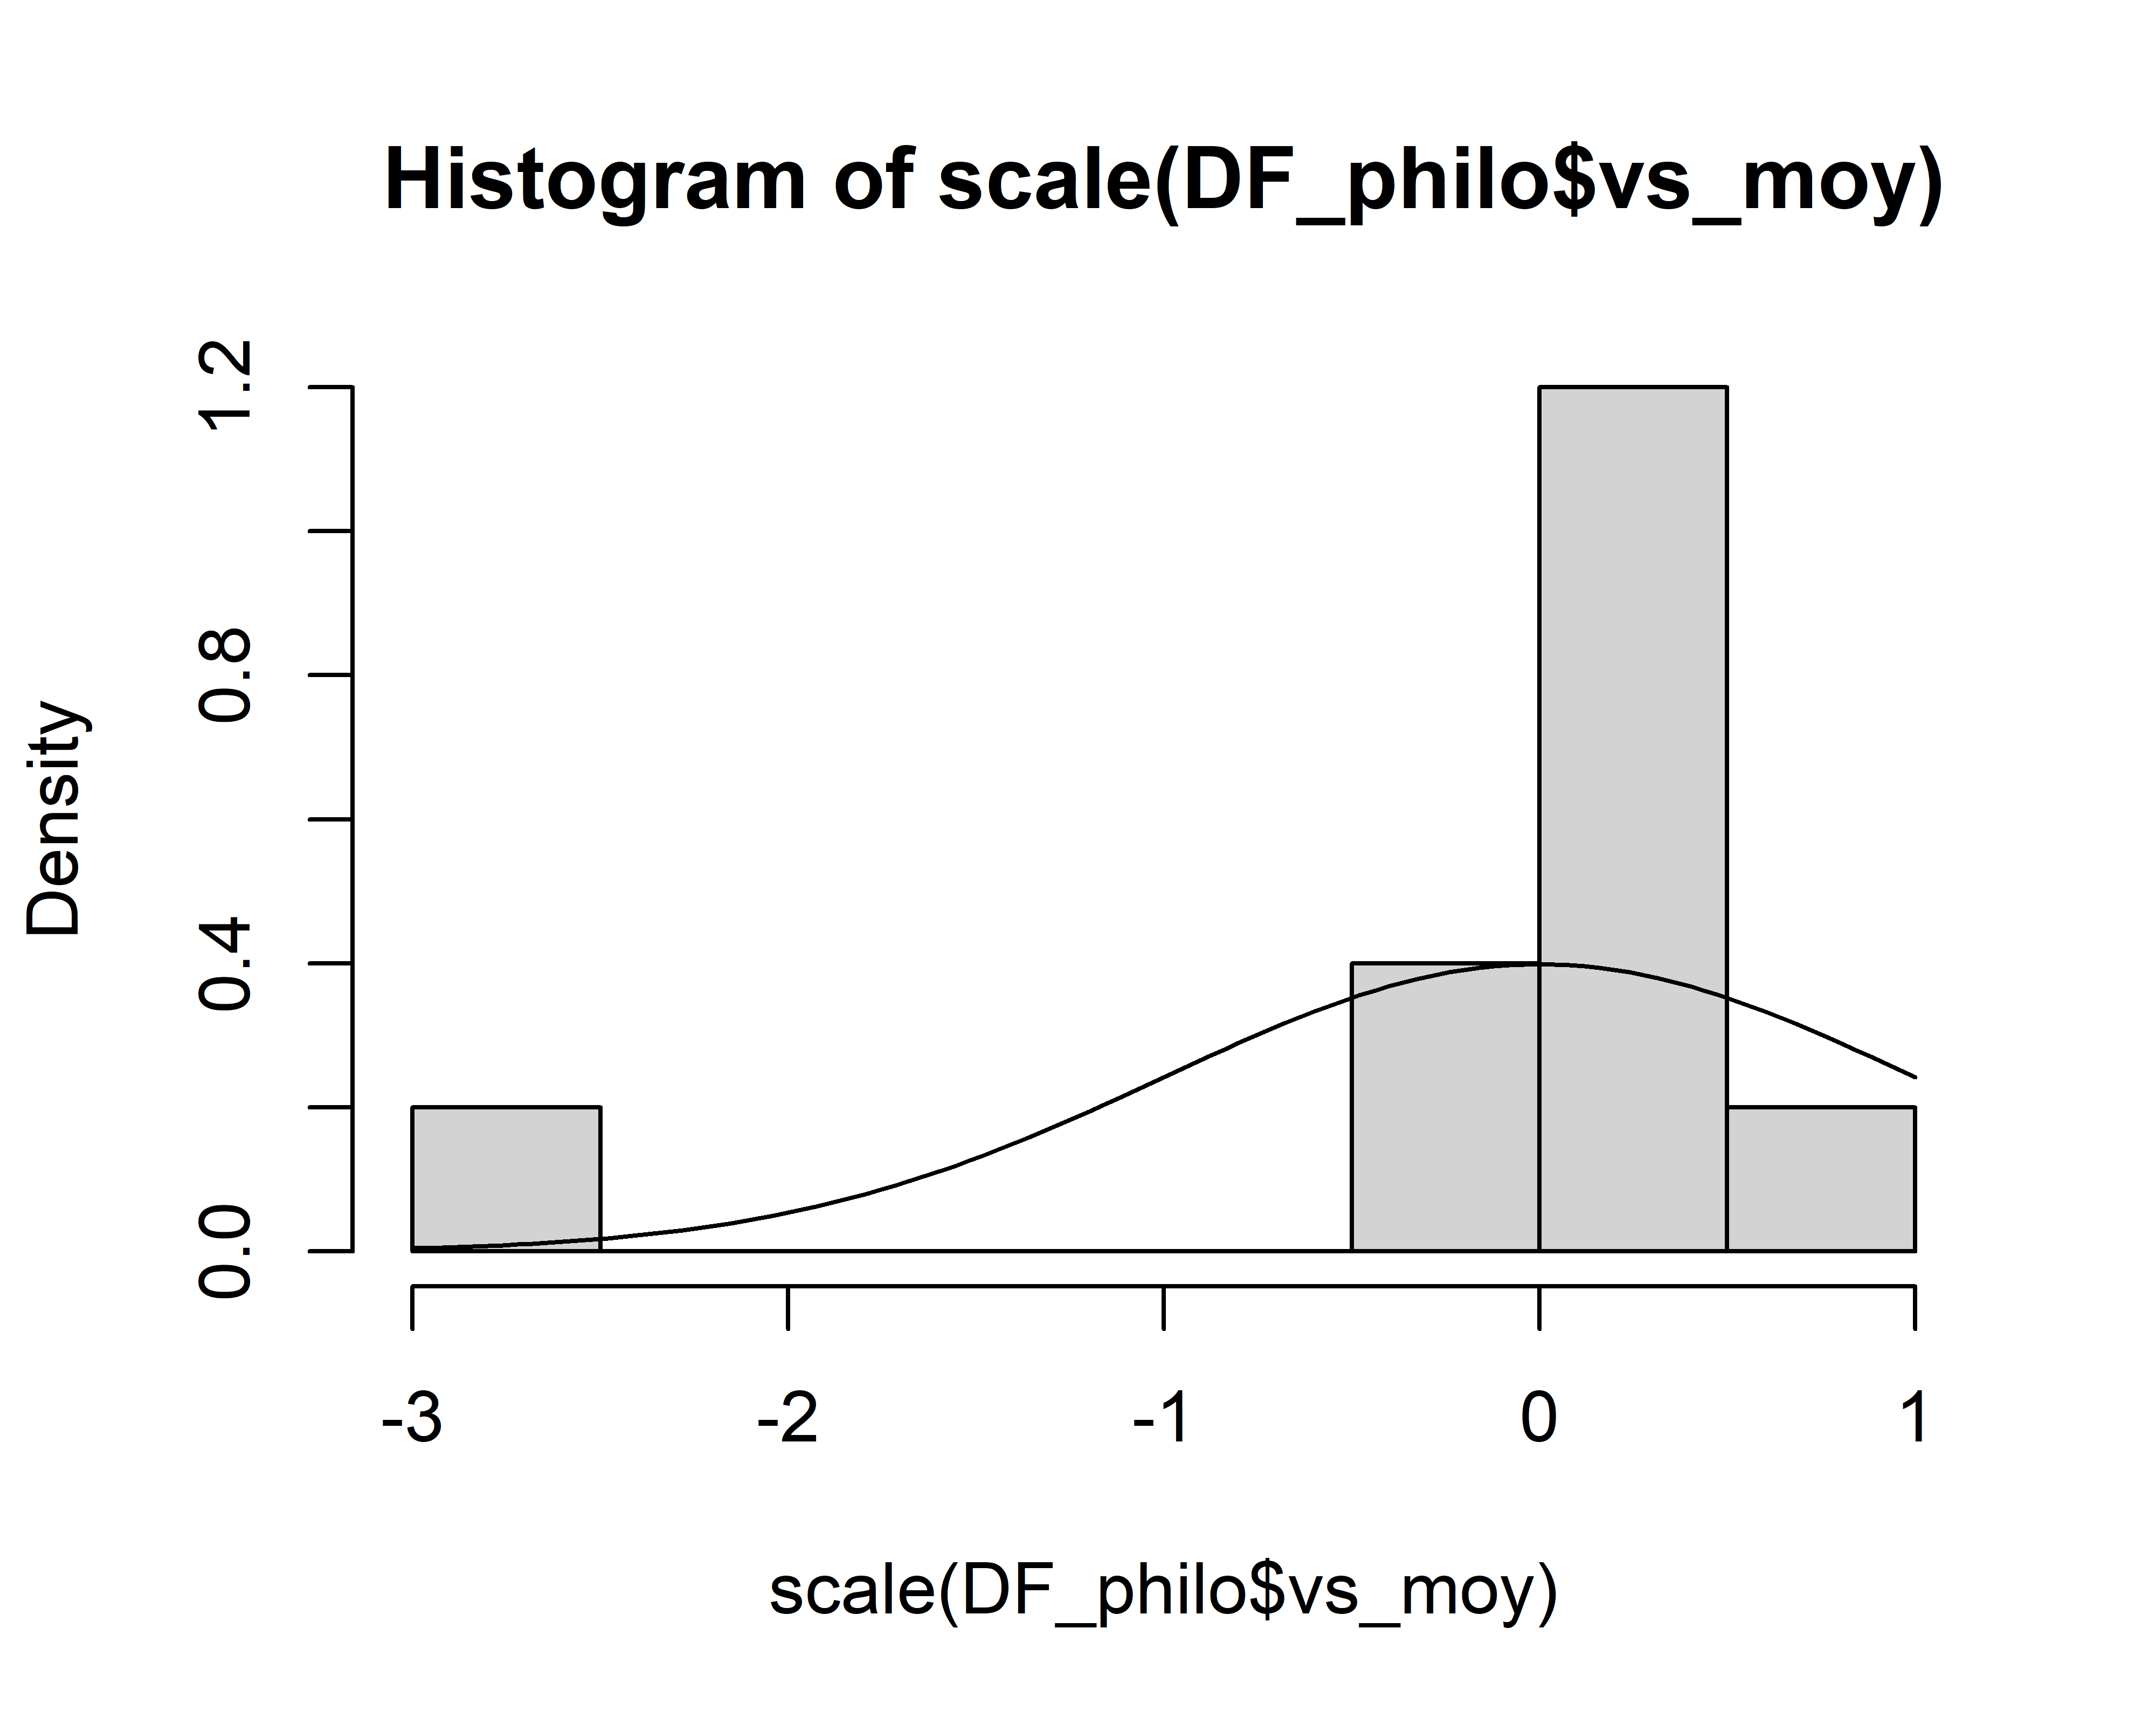 Histogram of scale(DF_philo$vs_moy)
Density
1.2
0.8
0.4
0.0
-3 -2 -1 0 1
scale(DF_philo$vs_moy)